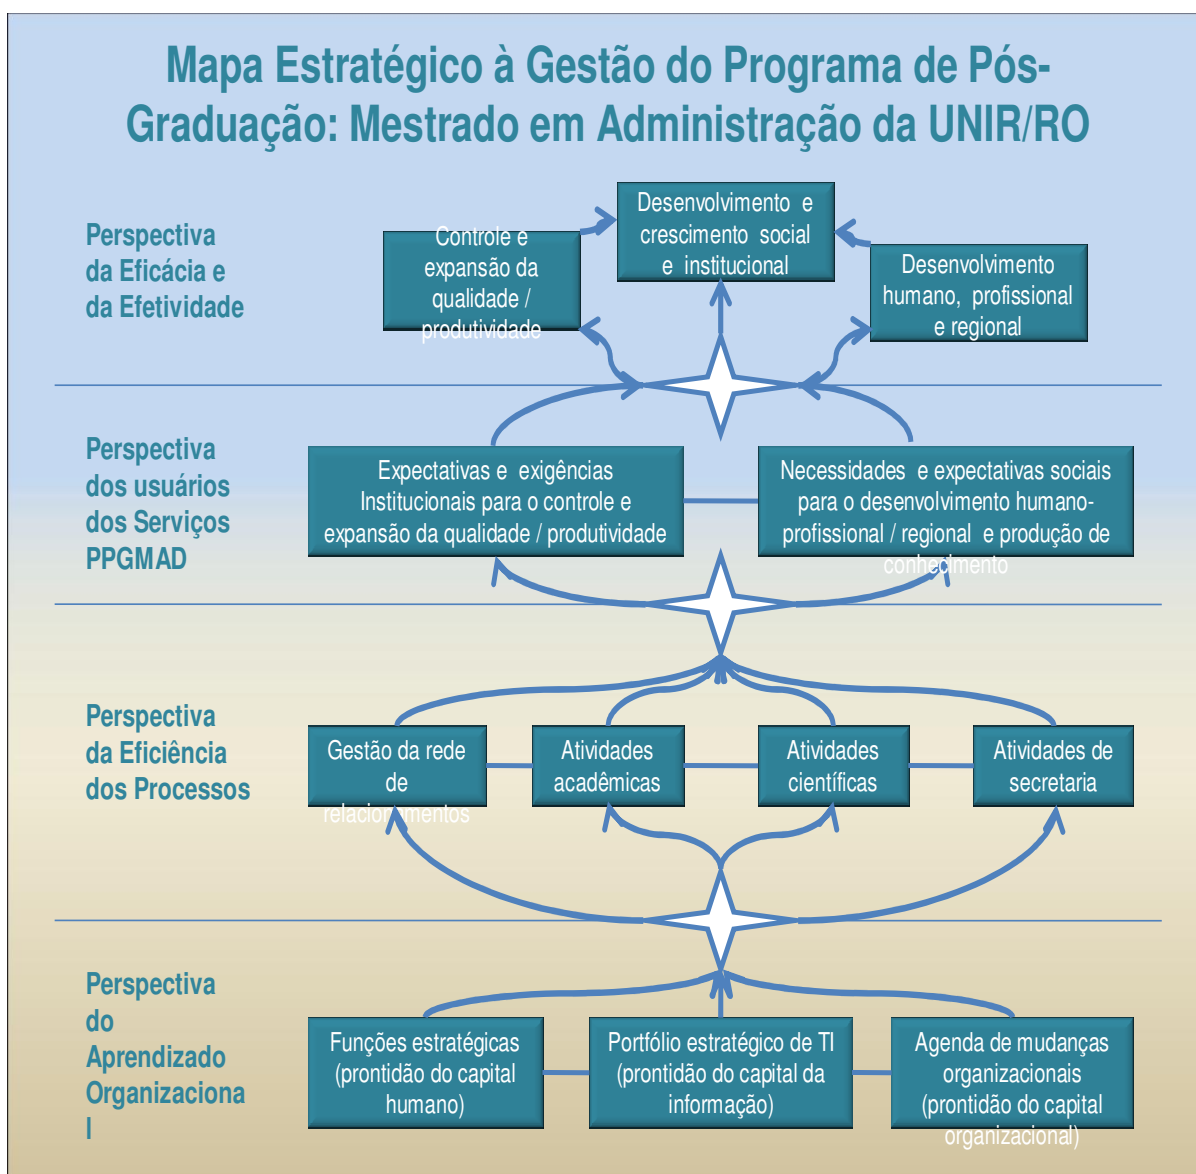 Mapa Estratégico à Gestão do Programa de Pós-
Graduação: Mestrado em Administração da UNIR/RO
Perspectiva
da Eficácia e
da Efetividade
Controle e
expansão da
qualidade /
produtividade
Desenvolvimento e
crescimento social
e institucional
Desenvolvimento
humano, profissional
e regional
Perspectiva
dos usuários
dos Serviços
PPGMAD
Expectativas e exigências
Institucionais para o controle e
expansão da qualidade / produtividade
Necessidades e expectativas sociais
para o desenvolvimento humano-
profissional / regional e produção de
conhecimento
Perspectiva
da Eficiência
dos Processos
Gestão da rede
de
relacionamentos
Atividades
acadêmicas
Atividades
científicas
Atividades de
secretaria
Perspectiva
do
Aprendizado
Organizaciona
l
Funções estratégicas
(prontidão do capital
humano)
Portfólio estratégico de TI
(prontidão do capital da
informação)
Agenda de mudanças
organizacionais
(prontidão do capital
organizacional)